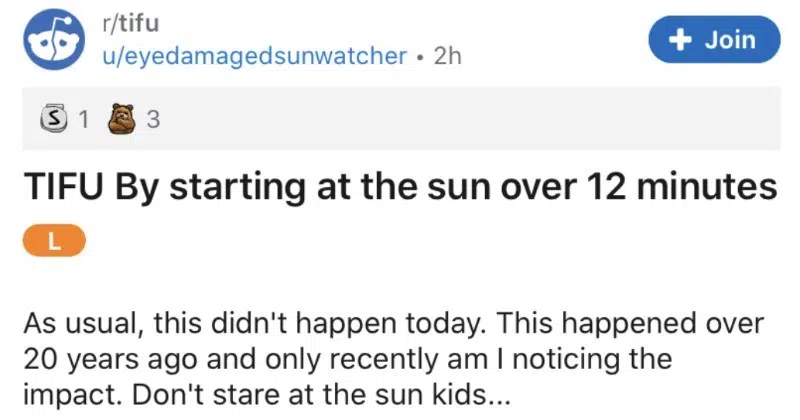 r/tifu
u/eyedamagedsunwatcher • 2h
+ Join
S 1 3
TIFU By starting at the sun over 12 minutes
L
As usual, this didn't happen today. This happened over
20 years ago and only recently am I noticing the
impact. Don't stare at the sun kids...